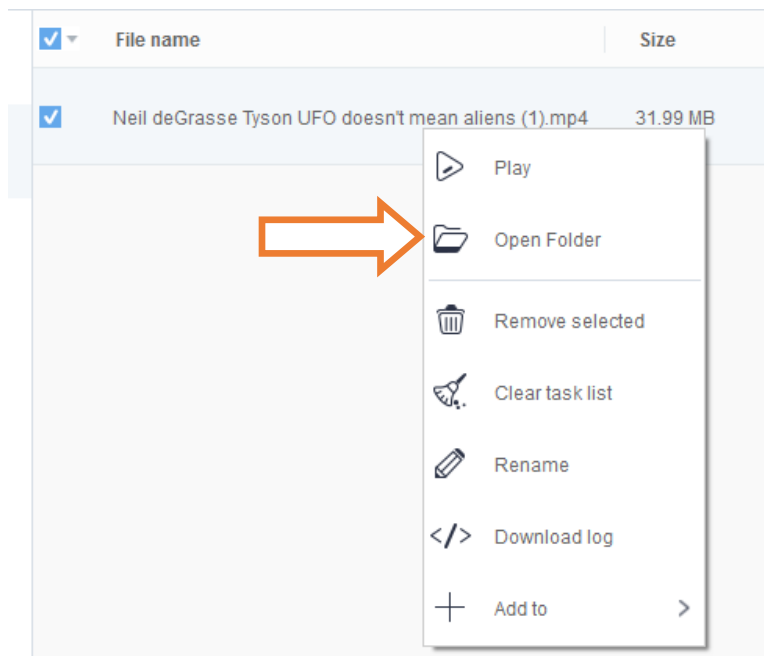 File name Size
Neil deGrasse Tyson UFO doesn't mean aliens (1).mp4 31.99 MB
Play
Open Folder
Remove selected
Clear task list
Rename
Download log
Add to